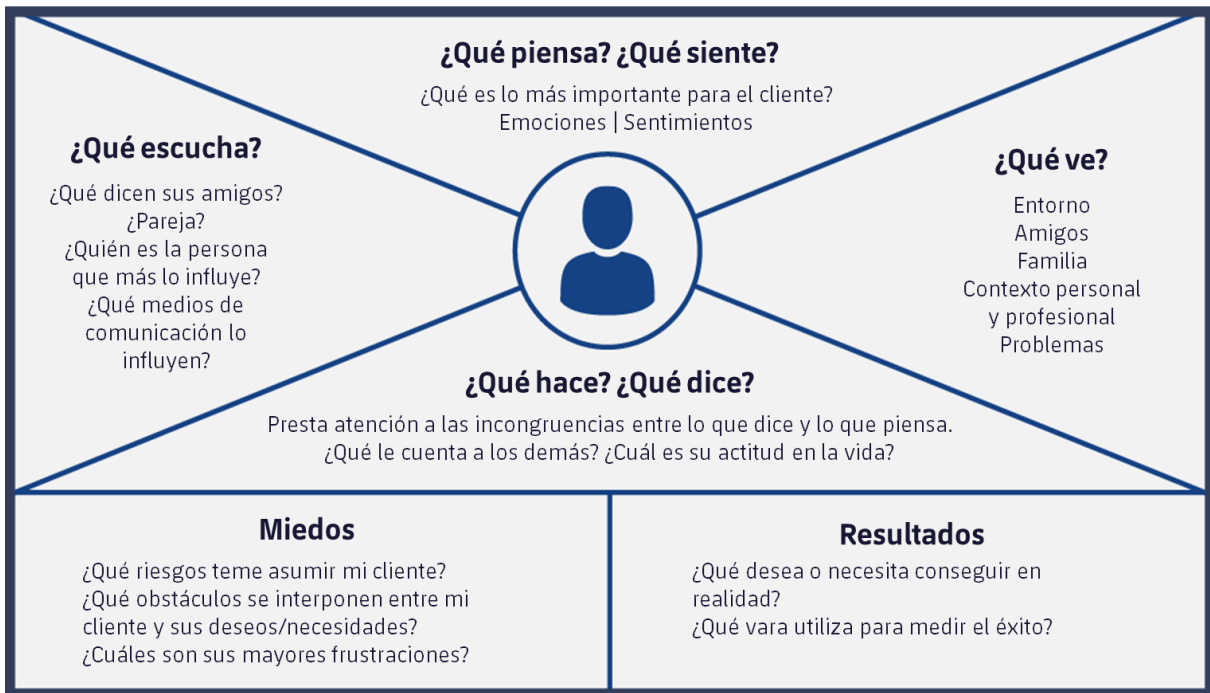 ¿Qué piensa? ¿Qué siente?
¿Qué es lo más importante para el cliente?
Emociones | Sentimientos
¿Qué escucha?
¿Qué dicen sus amigos?
¿Pareja?
¿Quién es la persona
que más lo influye?
¿Qué medios de
comunicación lo
influyen?
¿Qué ve?
Entorno
Amigos
Familia
Contexto personal
y profesional
Problemas
¿Qué hace? ¿Qué dice?
Presta atención a las incongruencias entre lo que dice y lo que piensa.
¿Qué le cuenta a los demás? ¿Cuál es su actitud en la vida?
Miedos
¿Qué riesgos teme asumir mi cliente?
¿Qué obstáculos se interponen entre mi
cliente y sus deseos/necesidades?
¿Cuáles son sus mayores frustraciones?
Resultados
¿Qué desea o necesita conseguir en
realidad?
¿Qué vara utiliza para medir el éxito?